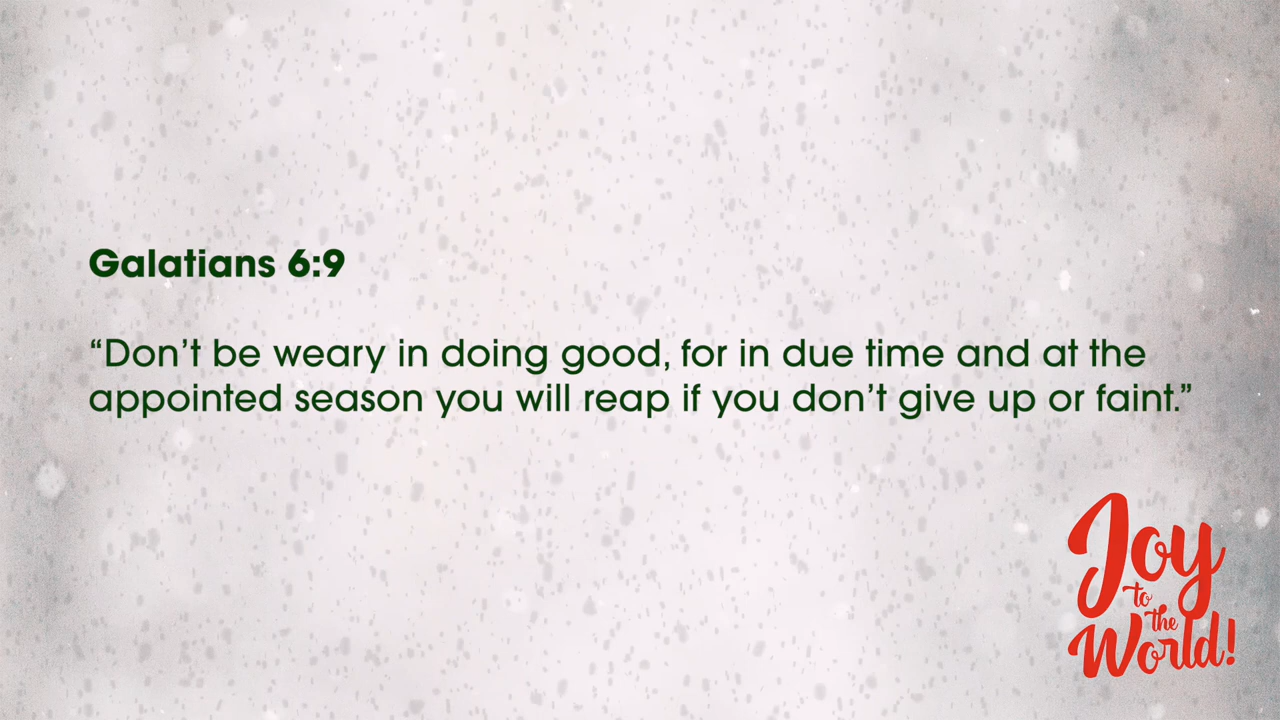 Galatians 6:9
“Don’t be weary in doing good, for in due time and at the
appointed season you will reap if you don’t give up or faint.”
Joy
to
the
World!